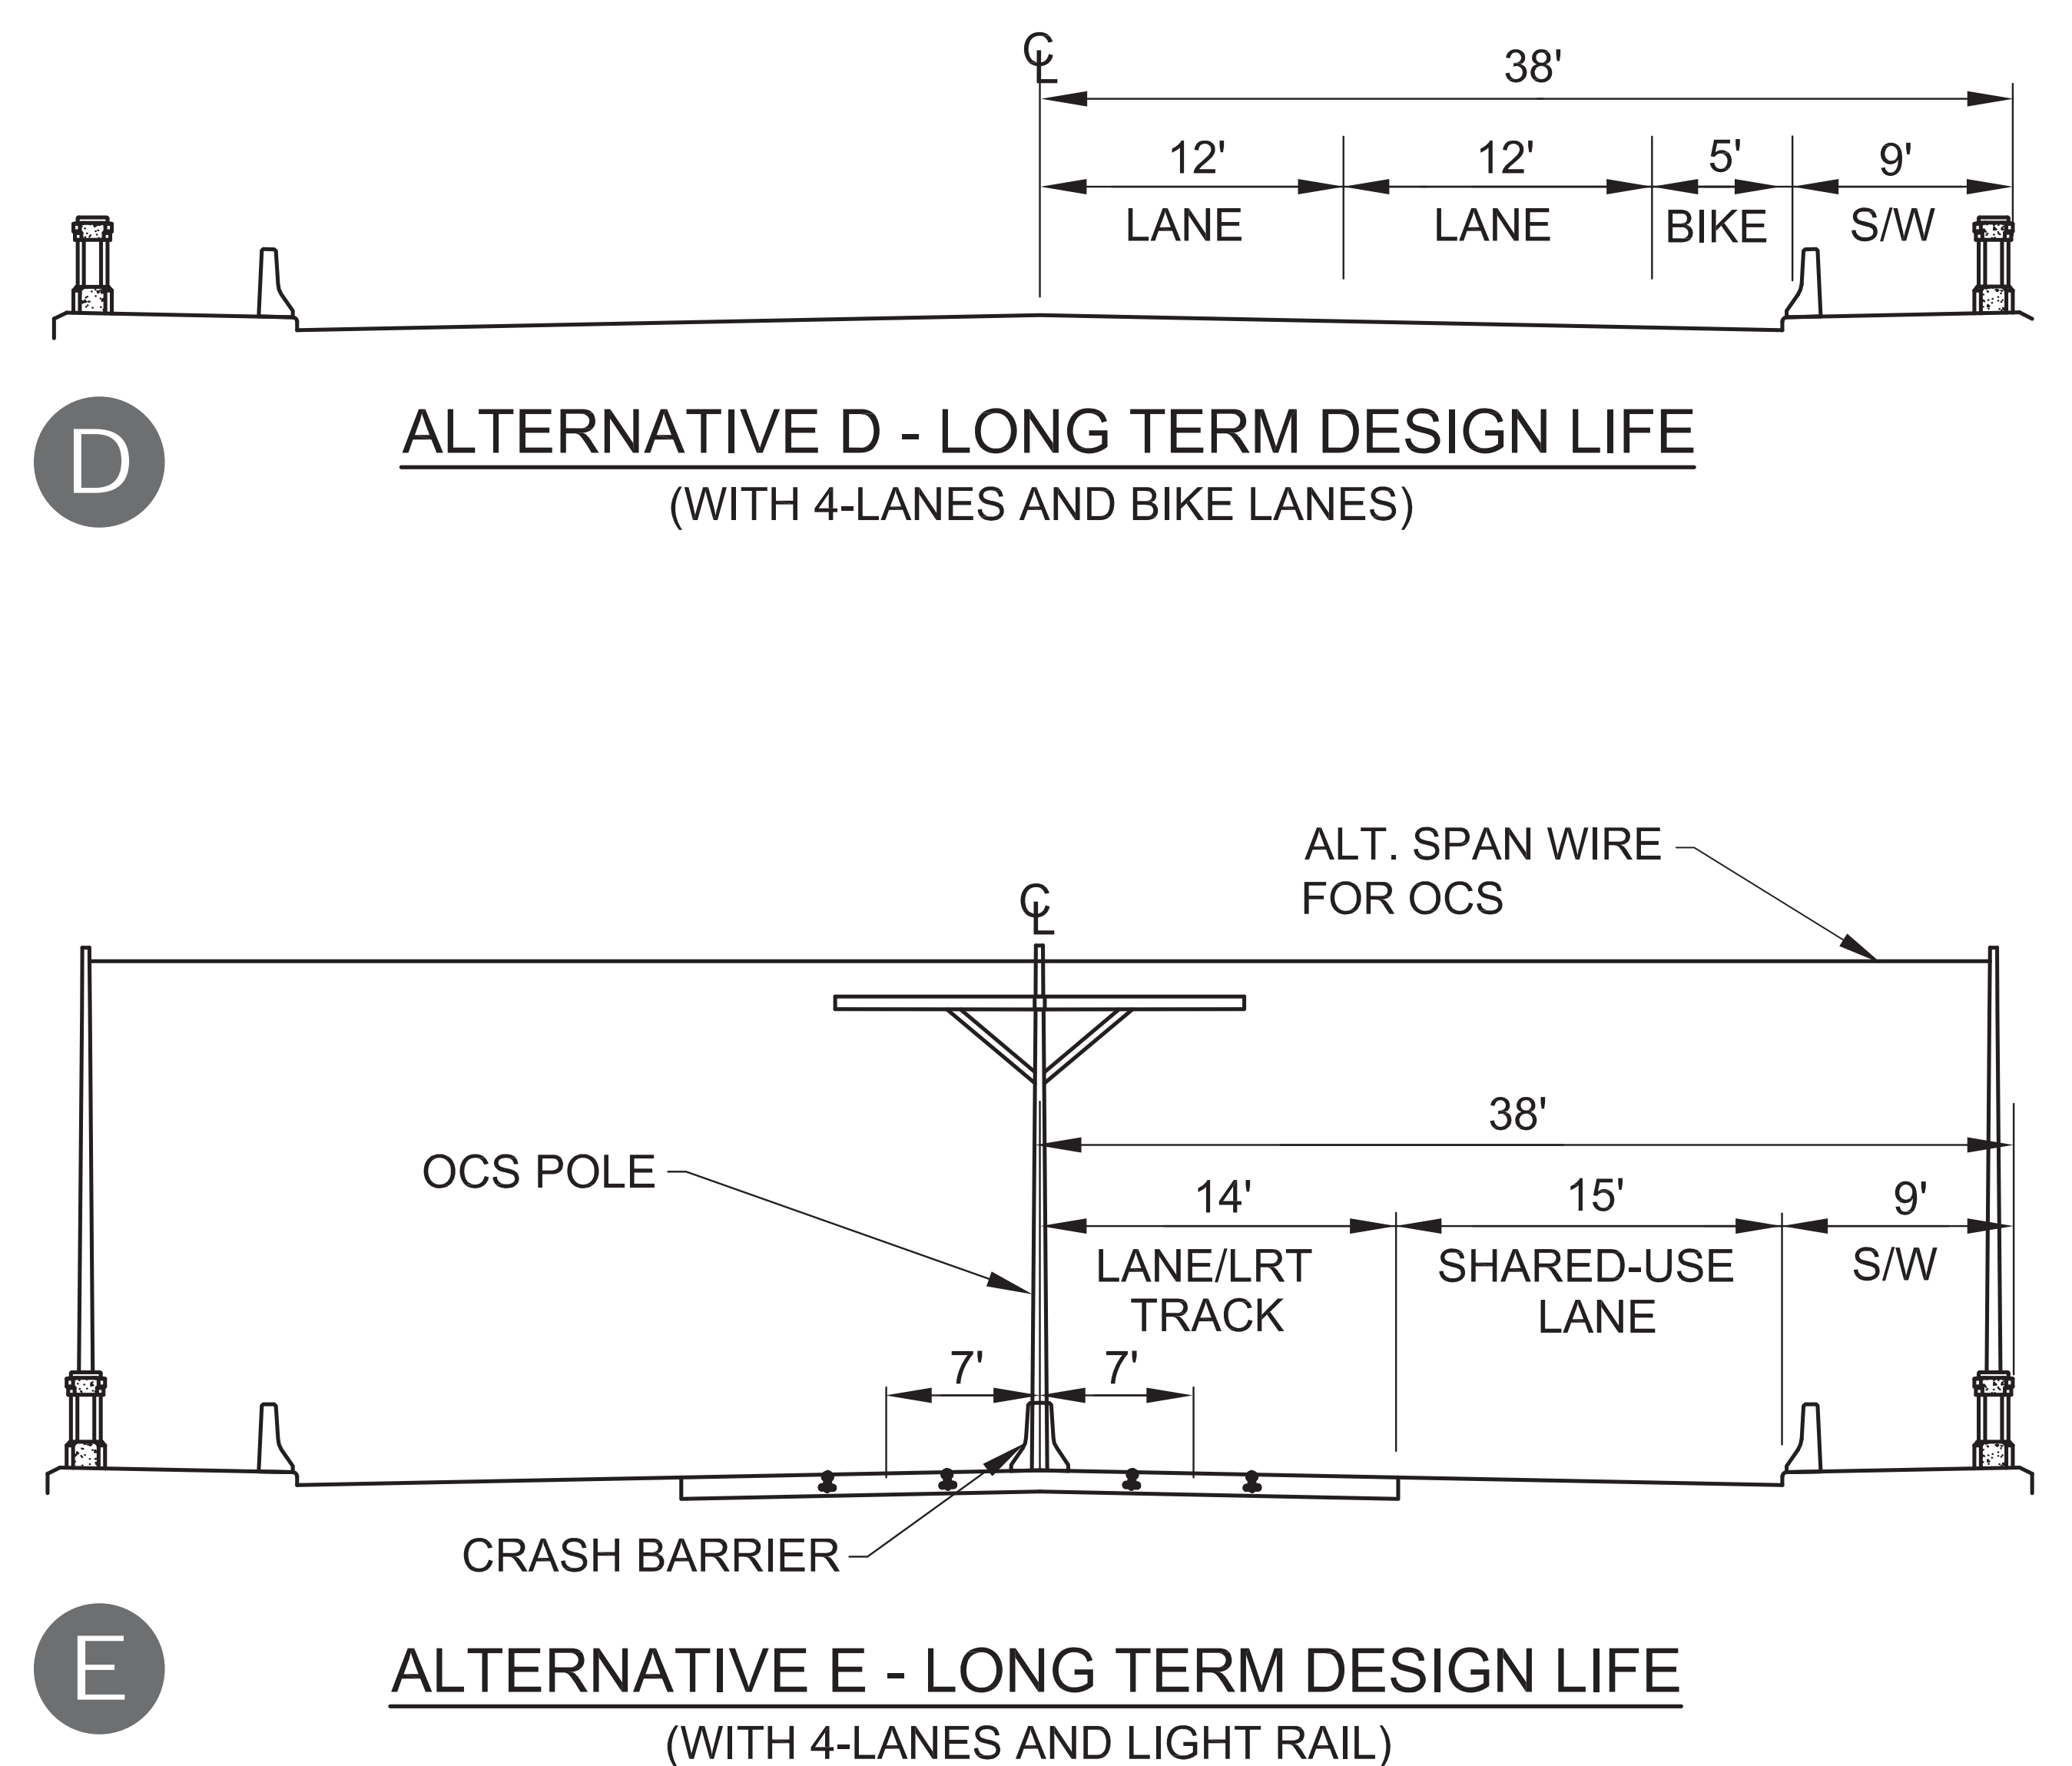 CL
38'
12' 12' 5' 9'
LANE LANE BIKE S/W
D
ALTERNATIVE D - LONG TERM DESIGN LIFE
(WITH 4-LANES AND BIKE LANES)
ALT. SPAN WIRE
FOR OCS
CL
38'
OCS POLE
14' 15' 9'
LANE/LRT SHARED-USE S/W
TRACK LANE
7' 7'
CRASH BARRIER
E
ALTERNATIVE E - LONG TERM DESIGN LIFE
(WITH 4-LANES AND LIGHT RAIL)